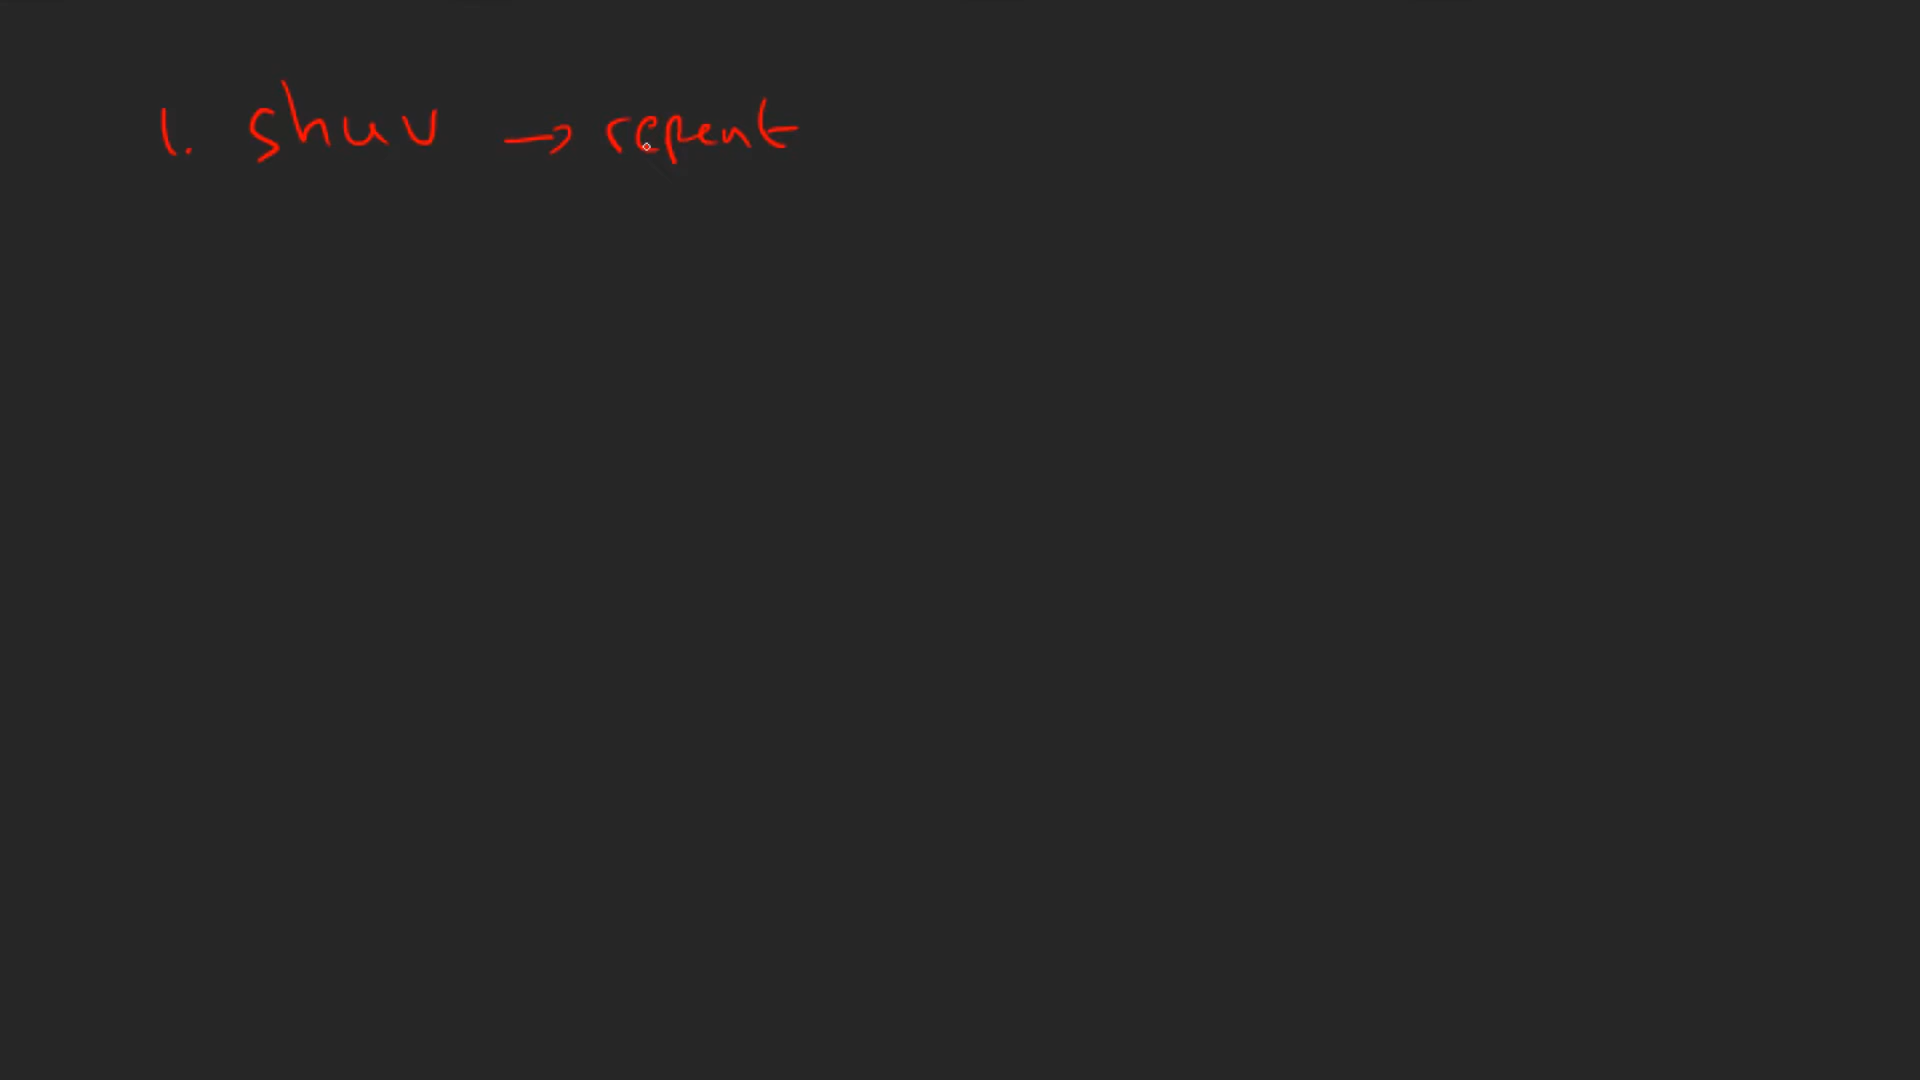 1. shuv → repent